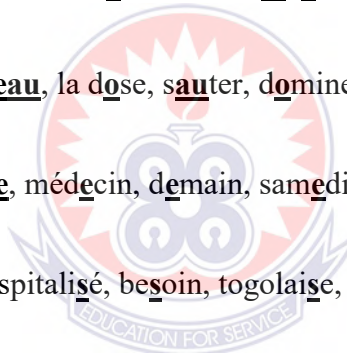 eau, la dose, sauter, domine
e, médecin, demain, samedi
spitalisé, besoin, togolaise,
EDUCATION FOR SERVICE